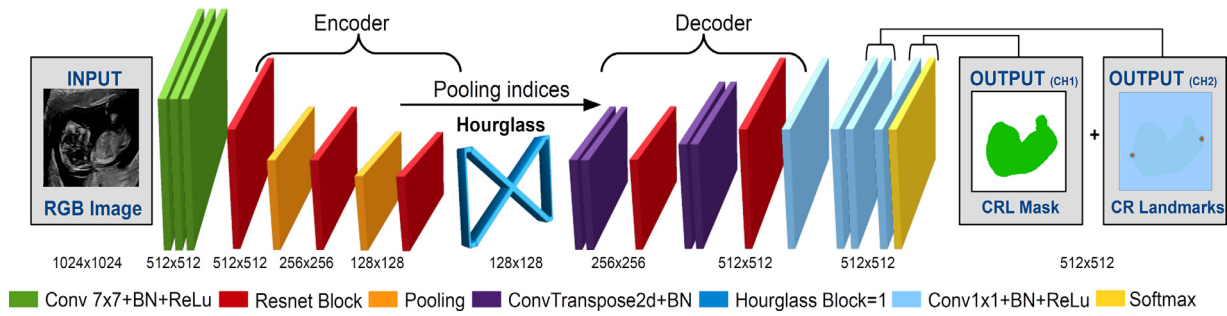 Encoder
Decoder
INPUT
RGB Image
Pooling indices
Hourglass
OUTPUT (CH1)
CRL Mask
+
OUTPUT (CH2)
CR Landmarks
1024x1024
512x512
512x512
256x256
128x128
128x128
256x256
512x512
512x512
512x512
Conv 7x7+BN+ReLu
Resnet Block
Pooling
ConvTranspose2d+BN
Hourglass Block=1
Conv1x1+BN+ReLu
Softmax